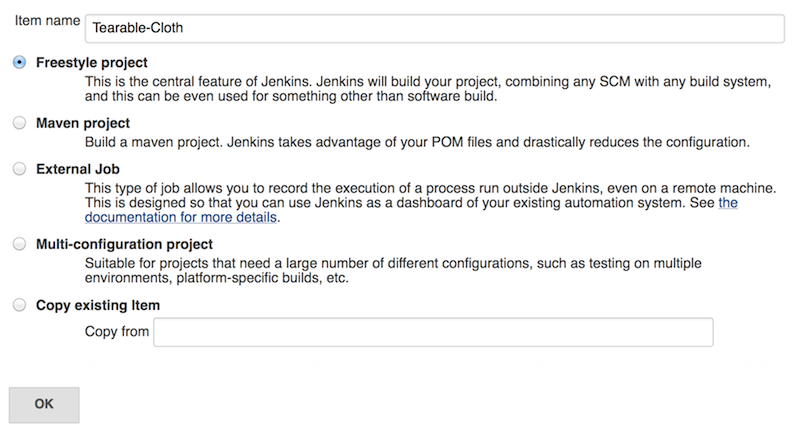 Item name Tearable-Cloth
Freestyle project
This is the central feature of Jenkins. Jenkins will build your project, combining any SCM with any build system,
and this can be even used for something other than software build.
Maven project
Build a maven project. Jenkins takes advantage of your POM files and drastically reduces the configuration.
External Job
This type of job allows you to record the execution of a process run outside Jenkins, even on a remote machine.
This is designed so that you can use Jenkins as a dashboard of your existing automation system. See the
documentation for more details.
Multi-configuration project
Suitable for projects that need a large number of different configurations, such as testing on multiple
environments, platform-specific builds, etc.
Copy existing Item
Copy from
OK